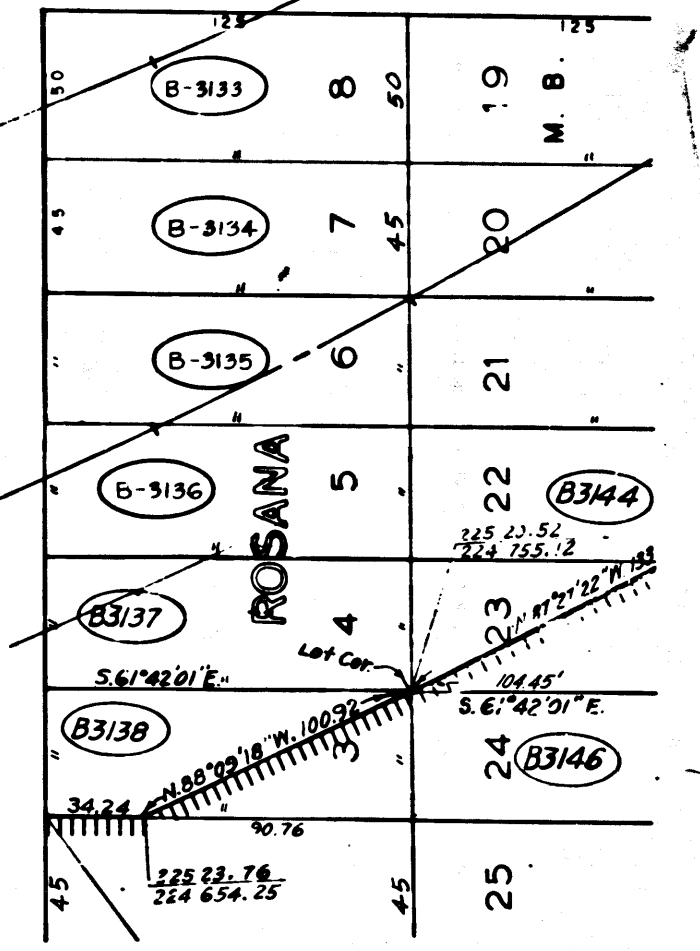 125 125
50 B-3133 8 50 19 M. B.
" "
45 B-3134 7 45 20
" "
" B-3135 6 " 21
" "
" B-3136 ROSANA 5 " 22 B3144
" 225 23.52
224 755.12
" B3137 4 " 23 N 87°27'22"W. 133
Lot Cor.
S.61°42'01"E. " 104.45'
S.61°42'01"E.
" B3138 N.88°09'18"W. 100.92 3 " 24 B3146
34.24 " 90.76
225 23.76
224 654.25
45 45 25